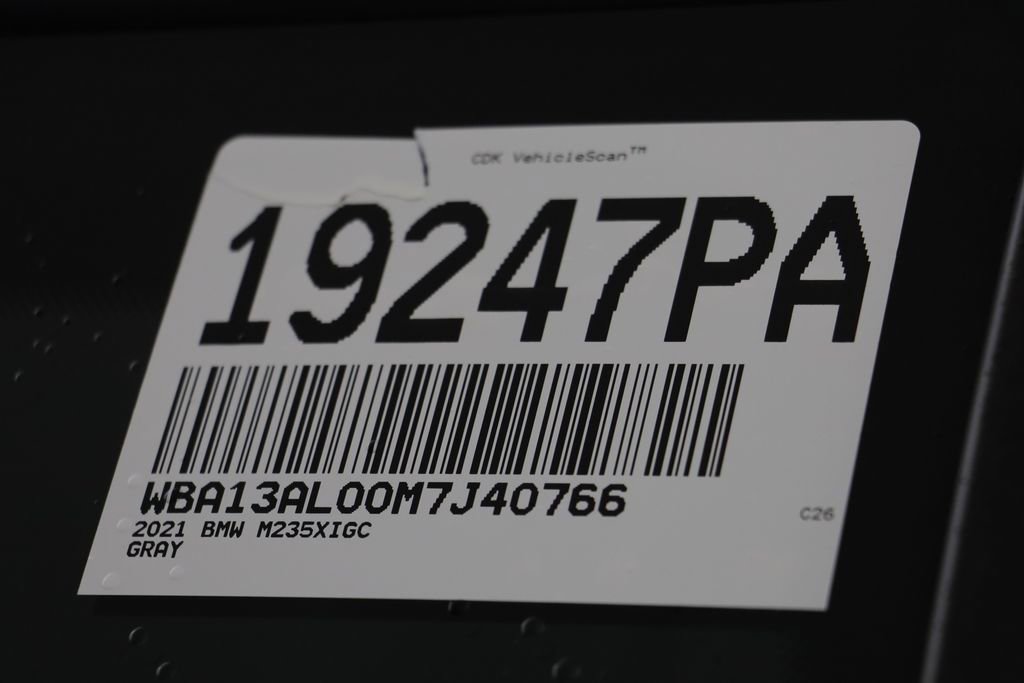 CDK VehicleScan™
19247PA
WBA13AL00M7J40766
2021 BMW M235XIGC
GRAY
C26